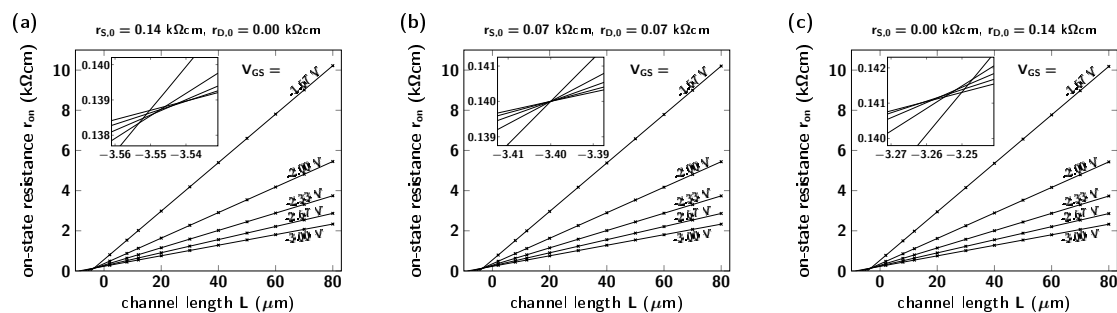 (a)
r_S,0 = 0.14 kΩcm, r_D,0 = 0.00 kΩcm
on-state resistance r_on (kΩcm)
10
8
6
4
2
0
0.140
0.139
0.138
−3.56 −3.55 −3.54
V_GS =
-1.67 V
-2.00 V
-2.33 V
-2.67 V
-3.00 V
0 20 40 60 80
channel length L (μm)
(b)
r_S,0 = 0.07 kΩcm, r_D,0 = 0.07 kΩcm
on-state resistance r_on (kΩcm)
10
8
6
4
2
0
0.141
0.140
0.139
−3.41 −3.40 −3.39
V_GS =
-1.67 V
-2.00 V
-2.33 V
-2.67 V
-3.00 V
0 20 40 60 80
channel length L (μm)
(c)
r_S,0 = 0.00 kΩcm, r_D,0 = 0.14 kΩcm
on-state resistance r_on (kΩcm)
10
8
6
4
2
0
0.142
0.141
0.140
−3.27 −3.26 −3.25
V_GS =
-1.67 V
-2.00 V
-2.33 V
-2.67 V
-3.00 V
0 20 40 60 80
channel length L (μm)